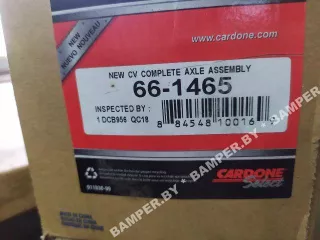 NEW
NUEVO
NOUVEAU
www.cardone.com
NEW CV COMPLETE AXLE ASSEMBLY
66-1465
INSPECTED BY :
1 DCB956 QC18
8 84548 10016
CARDONE
Select
BAMPER.BY * BAMPER.BY * BAMPER.BY